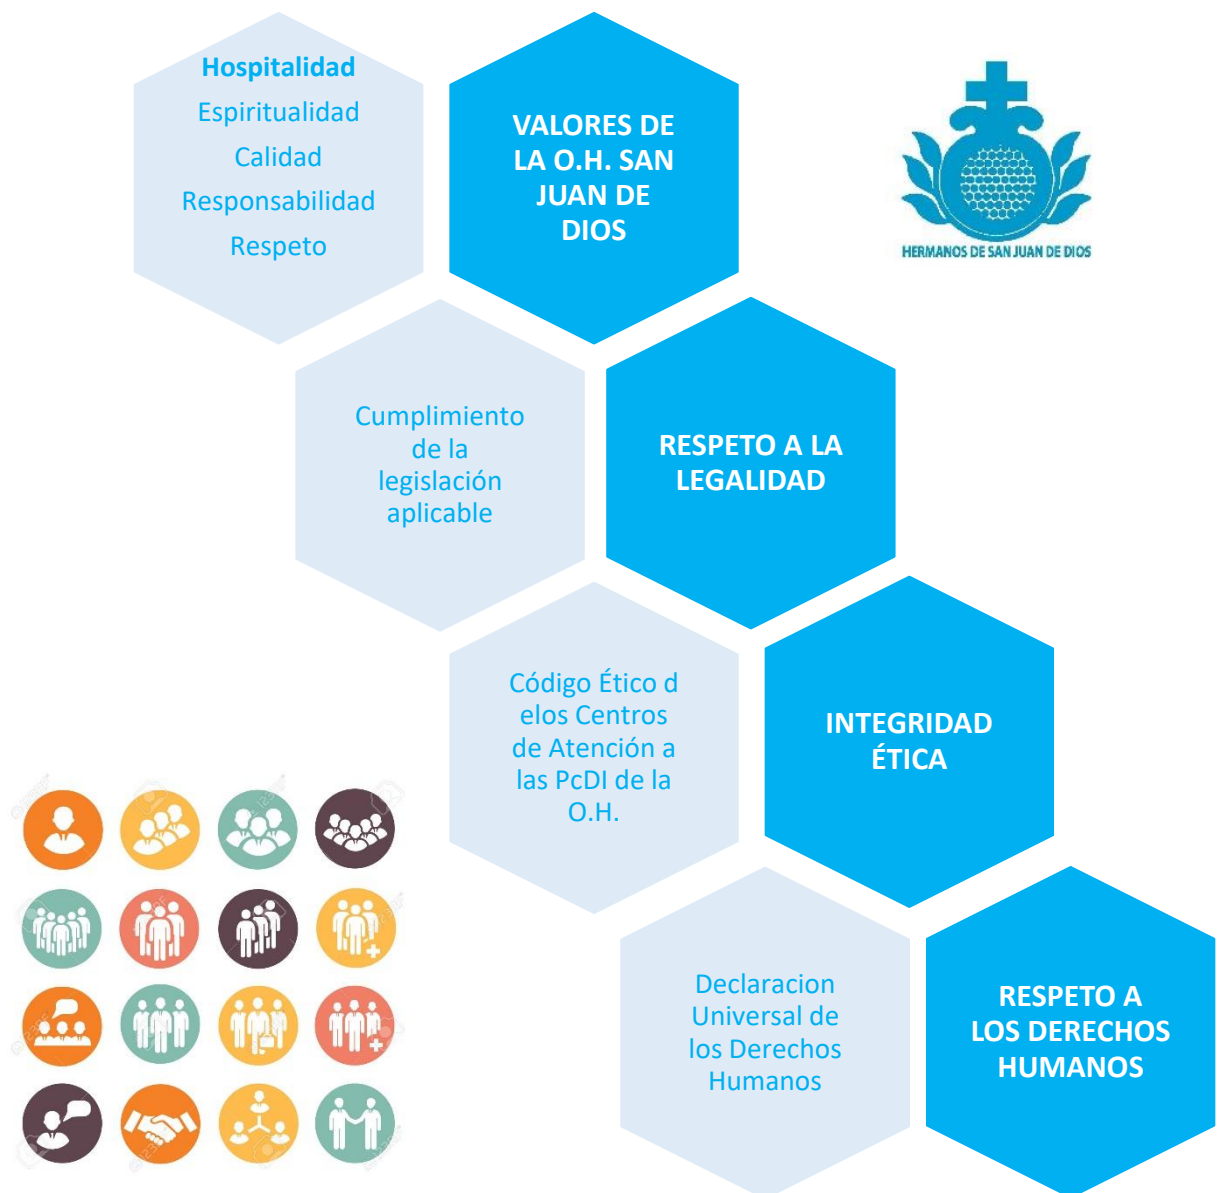 Hospitalidad
Espiritualidad
Calidad
Responsabilidad
Respeto
VALORES DE
LA O.H. SAN
JUAN DE
DIOS
HERMANOS DE SAN JUAN DE DIOS
Cumplimiento
de la
legislación
aplicable
RESPETO A LA
LEGALIDAD
Código Ético d
elos Centros
de Atención a
las PcDI de la
O.H.
INTEGRIDAD
ÉTICA
Declaracion
Universal de
los Derechos
Humanos
RESPETO A
LOS DERECHOS
HUMANOS